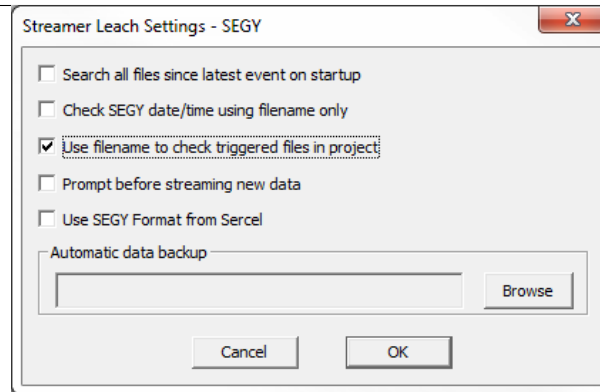 Streamer Leach Settings - SEGY
Search all files since latest event on startup
Check SEGY date/time using filename only
Use filename to check triggered files in project
Prompt before streaming new data
Use SEGY Format from Sercel
Automatic data backup
Browse
Cancel OK